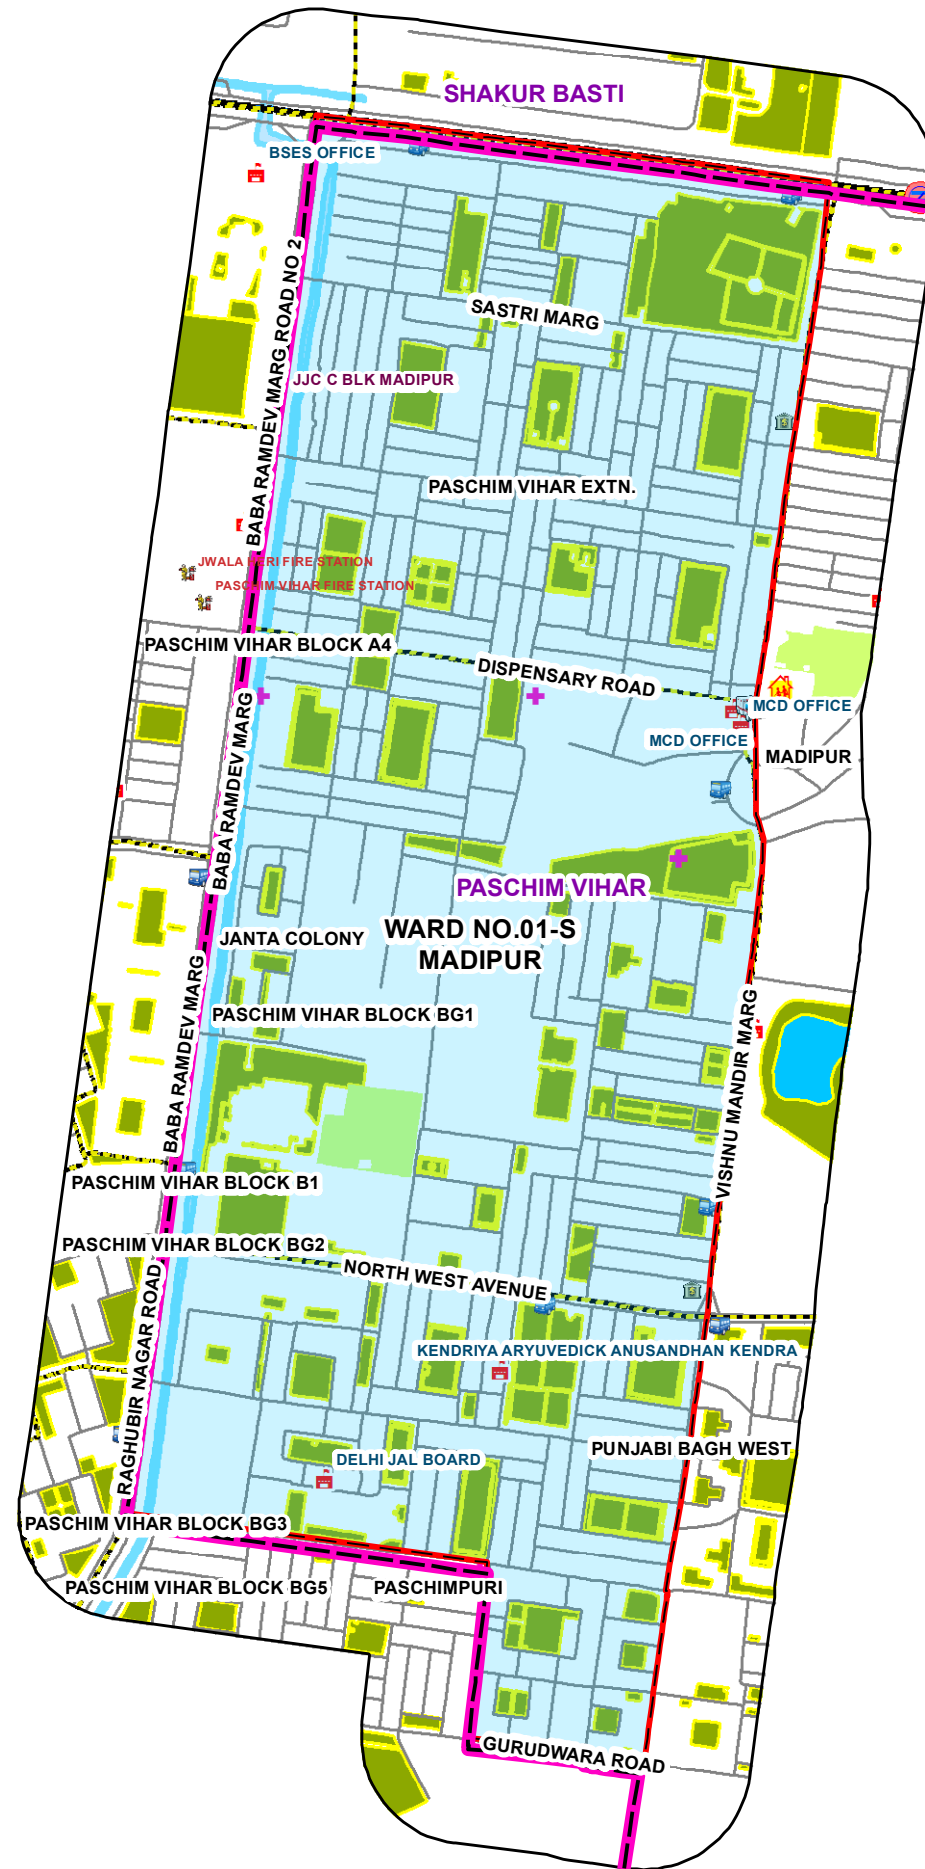 SHAKUR BASTI
BSES OFFICE
BABA RAMDEV MARG ROAD NO 2
SASTRI MARG
JJC C BLK MADIPUR
PASCHIM VIHAR EXTN.
JWALA
FIRE STATION
PASCHIM VIHAR FIRE STATION
PASCHIM VIHAR BLOCK A4
DISPENSARY ROAD
MCD OFFICE
MCD OFFICE
MADIPUR
BABA RAMDEV MARG
PASCHIM VIHAR
WARD NO.01-S
MADIPUR
JANTA COLONY
PASCHIM VIHAR BLOCK BG1
BABA RAMDEV MARG
VISHNU MANDIR MARG
PASCHIM VIHAR BLOCK B1
PASCHIM VIHAR BLOCK BG2
NORTH WEST AVENUE
RAGHUBIR NAGAR ROAD
KENDRIYA ARYUVEDICK ANUSANDHAN KENDRA
PUNJABI BAGH WEST
DELHI JAL BOARD
PASCHIM VIHAR BLOCK BG3
PASCHIM VIHAR BLOCK BG5
PASCHIMPURI
GURUDWARA ROAD